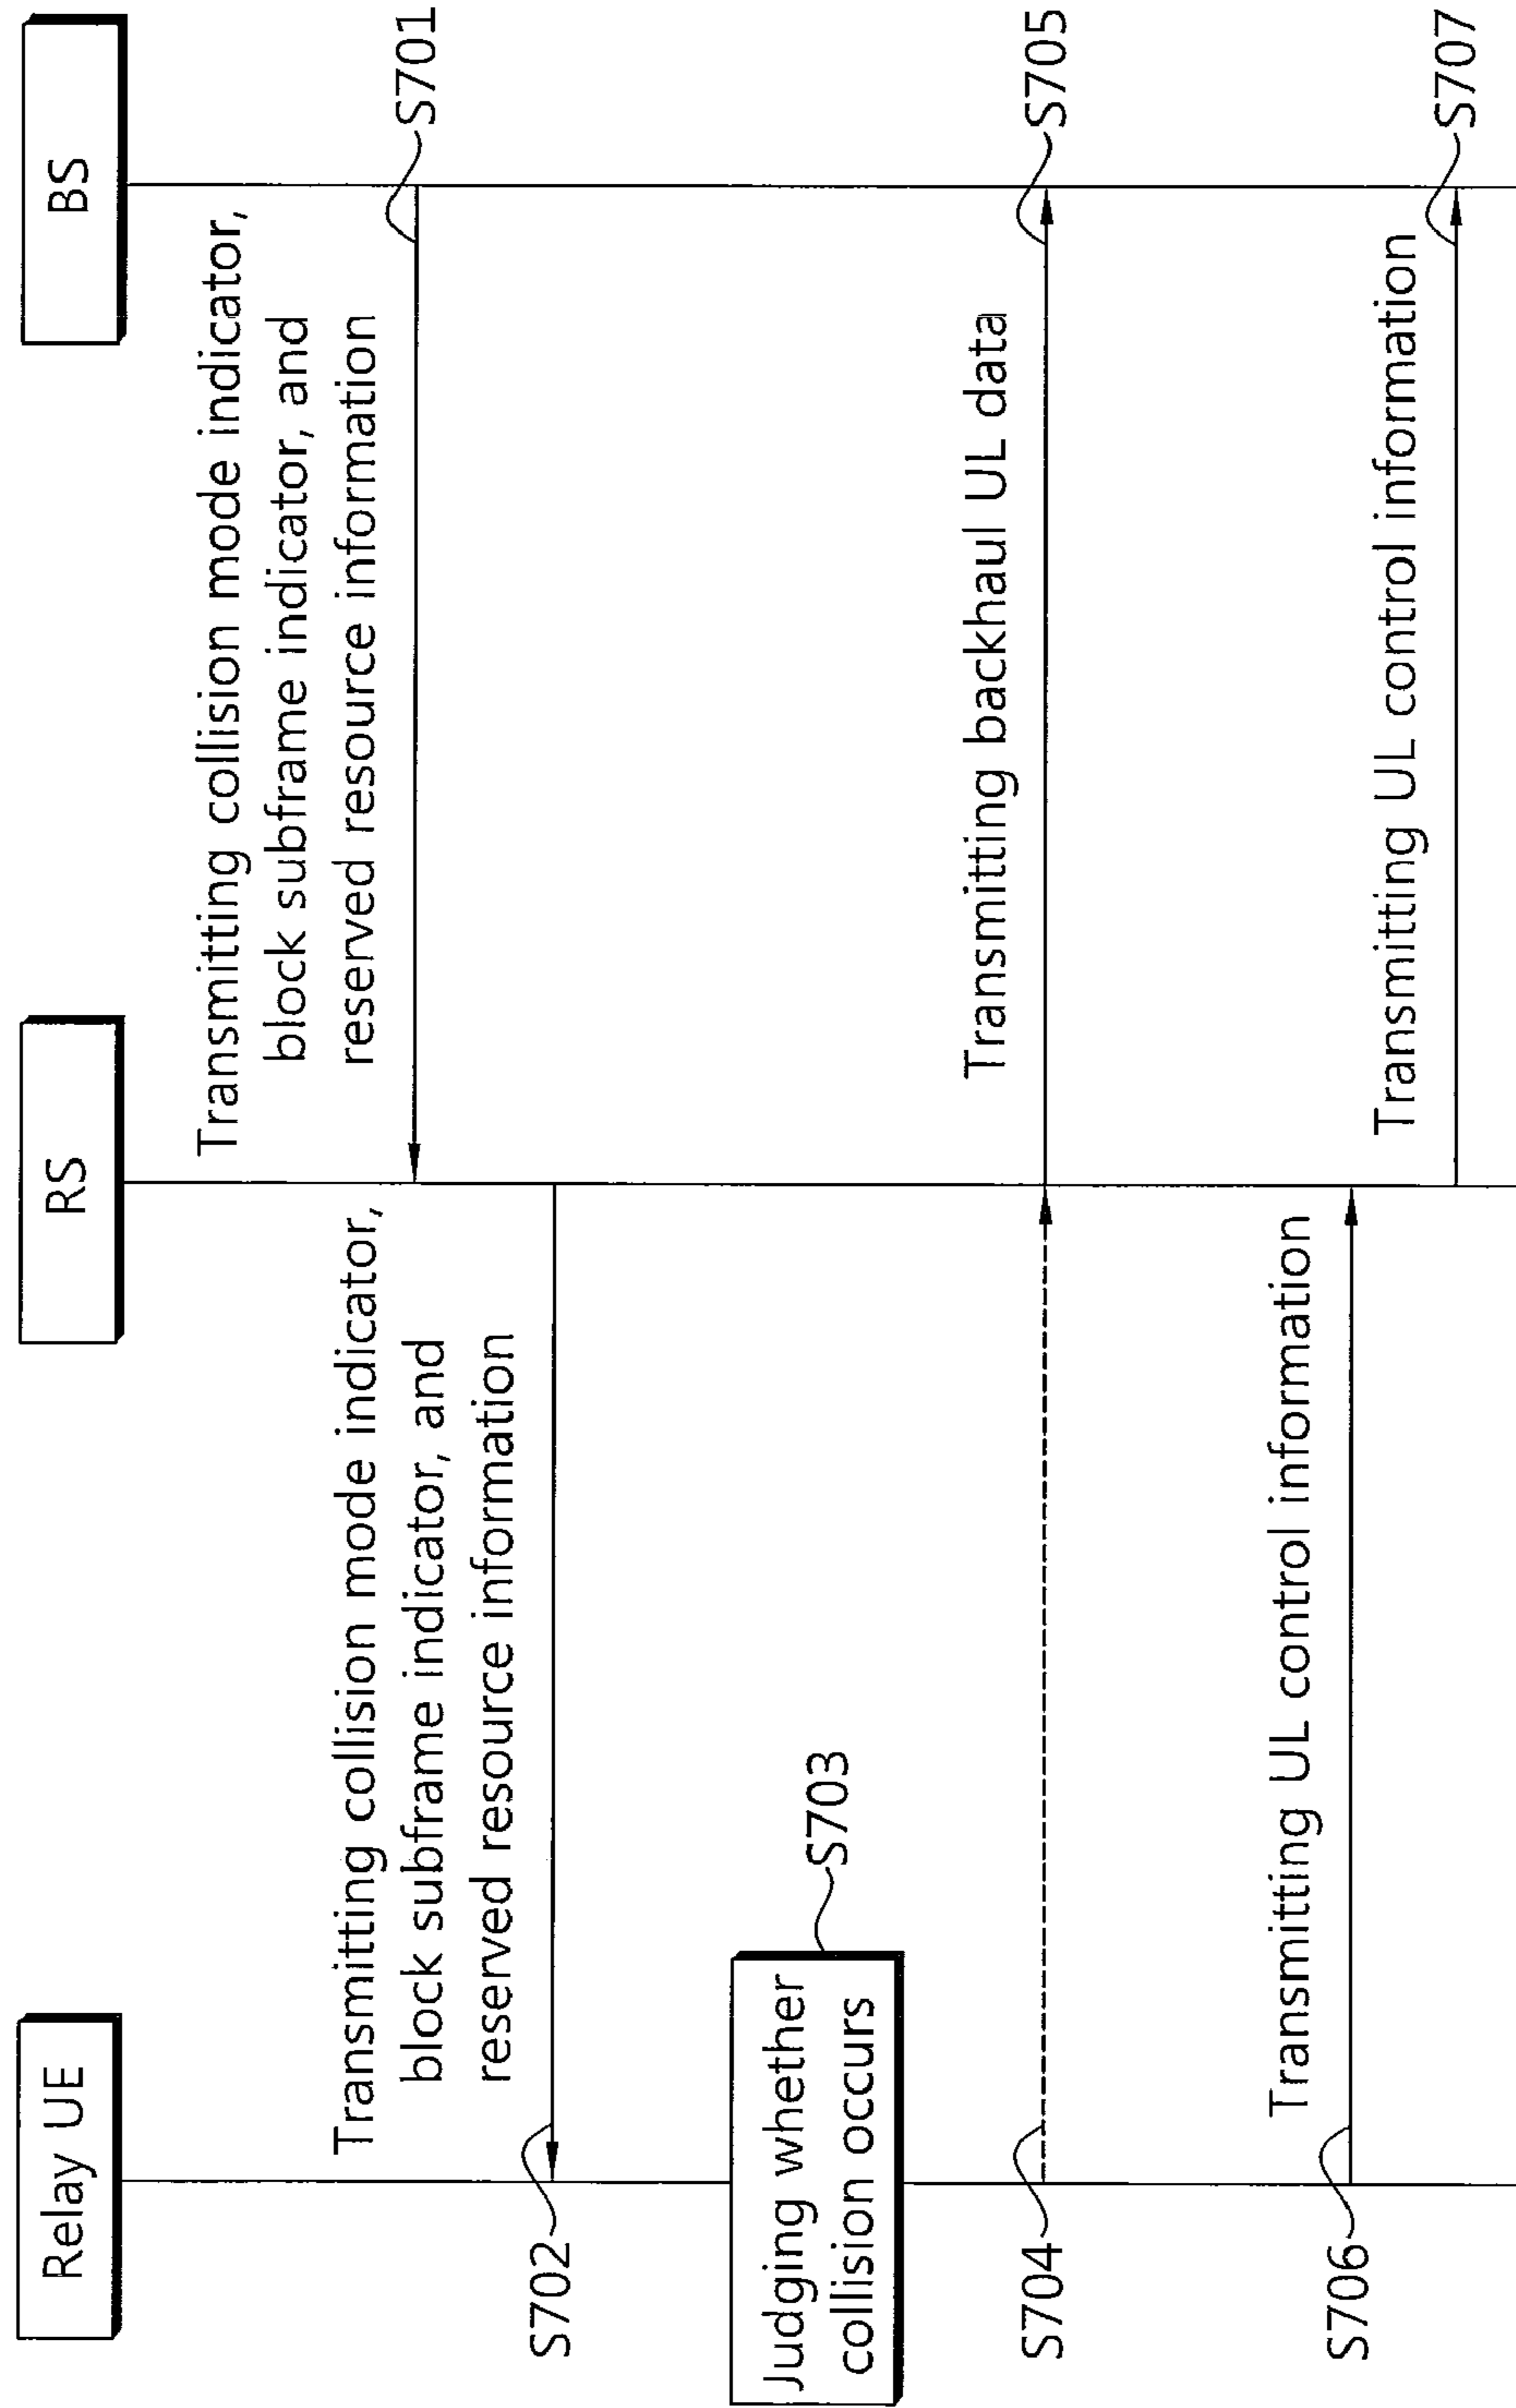 Relay UE
RS
BS
Transmitting collision mode indicator,
block subframe indicator, and
reserved resource information
S701
Transmitting collision mode indicator,
block subframe indicator, and
reserved resource information
S702
Judging whether
collision occurs
S703
S704
Transmitting backhaul UL data
S705
Transmitting UL control information
S706
Transmitting UL control information
S707